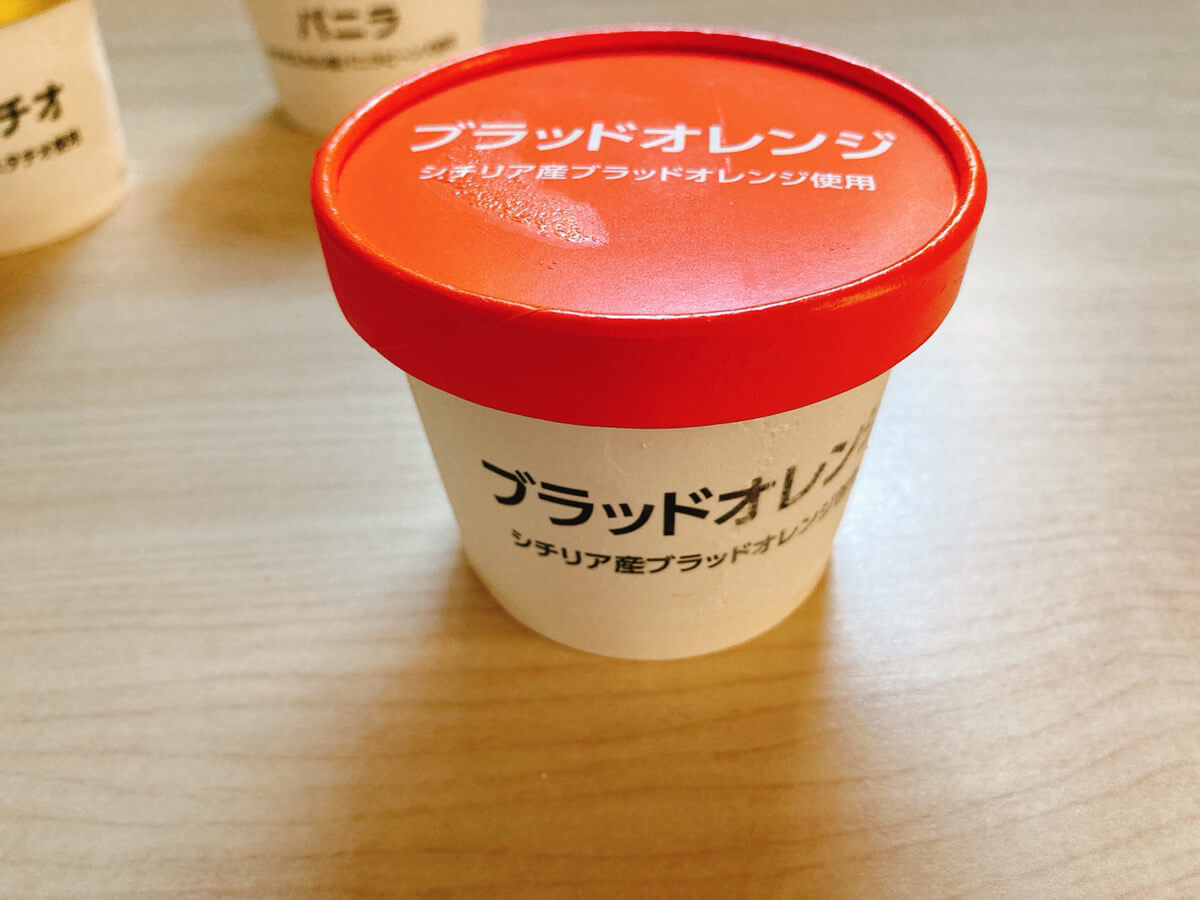 バニラ
チオ
ブラッドオレンジ
シチリア産ブラッドオレンジ使用
ブラッドオレン
シチリア産ブラッドオレンジ